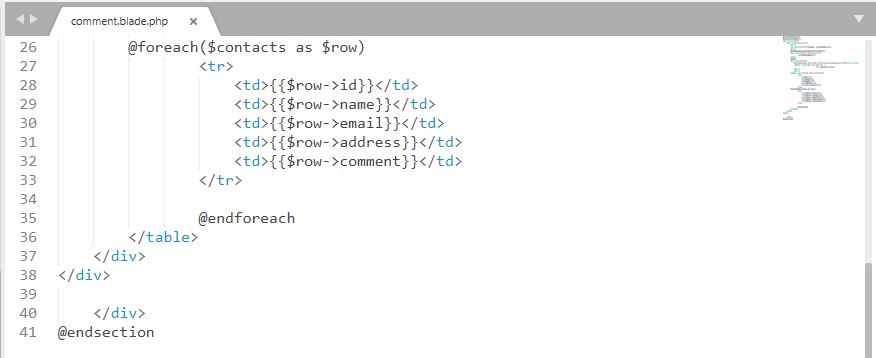 comment.blade.php ×
26 @foreach($contacts as $row)
27 <tr>
28 <td>{{$row->id}}</td>
29 <td>{{$row->name}}</td>
30 <td>{{$row->email}}</td>
31 <td>{{$row->address}}</td>
32 <td>{{$row->comment}}</td>
33 </tr>
34
35 @endforeach
36 </table>
37 </div>
38 </div>
39
40 </div>
41 @endsection